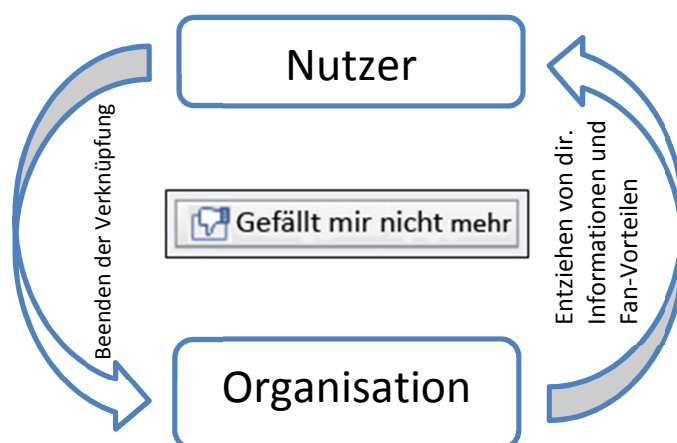 Nutzer
Beenden der Verknüpfung
Gefällt mir nicht mehr
Entziehen von dir.
Informationen und
Fan-Vorteilen
Organisation